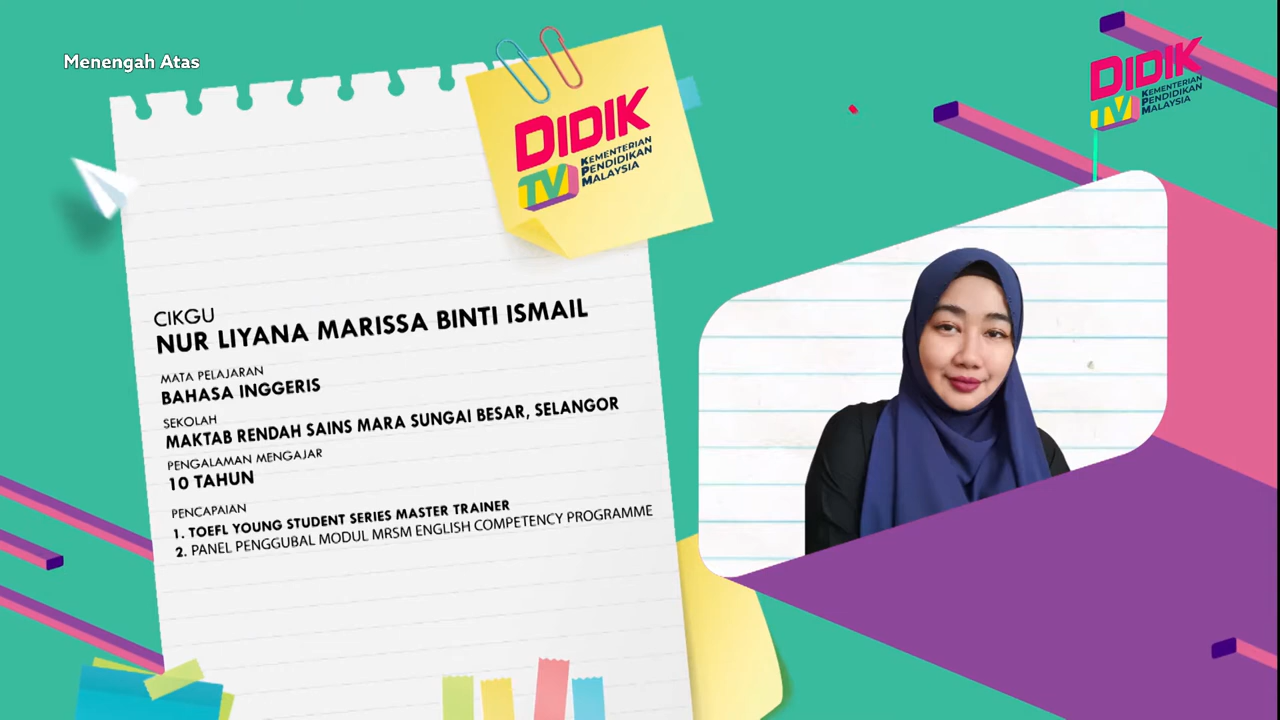 Menengah Atas
DIDIK
TV
KEMENTERIAN
PENDIDIKAN
MALAYSIA
DIDIK
TV
KEMENTERIAN
PENDIDIKAN
MALAYSIA
CIKGU
NUR LIYANA MARISSA BINTI ISMAIL
MATA PELAJARAN
BAHASA INGGERIS
SEKOLAH
MAKTAB RENDAH SAINS MARA SUNGAI BESAR, SELANGOR
PENGALAMAN MENGAJAR
10 TAHUN
PENCAPAIAN
1. TOEFL YOUNG STUDENT SERIES MASTER TRAINER
2. PANEL PENGGUBAL MODUL MRSM ENGLISH COMPETENCY PROGRAMME